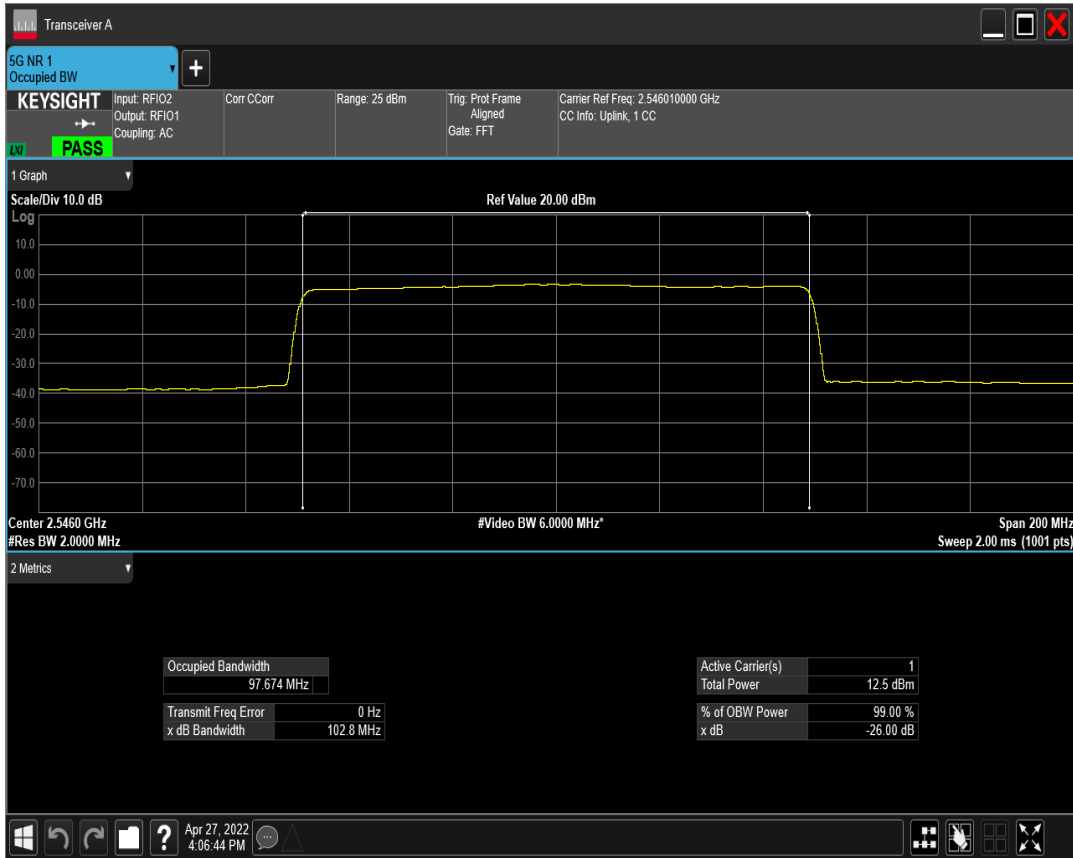 Transceiver A
5G NR 1
Occupied BW
KEYSIGHT
LXI
PASS
Input: RFIO2
Output: RFIO1
Coupling: AC
Corr CCorr
Range: 25 dBm
Trig: Prot Frame
Aligned
Gate: FFT
Carrier Ref Freq: 2.546010000 GHz
CC Info: Uplink, 1 CC
1 Graph
Scale/Div 10.0 dB
Ref Value 20.00 dBm
Log
10.0
0.00
-10.0
-20.0
-30.0
-40.0
-50.0
-60.0
-70.0
Center 2.5460 GHz
#Video BW 6.0000 MHz*
Span 200 MHz
#Res BW 2.0000 MHz
Sweep 2.00 ms (1001 pts)
2 Metrics
Occupied Bandwidth
97.674 MHz
Transmit Freq Error 0 Hz
x dB Bandwidth 102.8 MHz
Active Carrier(s) 1
Total Power 12.5 dBm
% of OBW Power 99.00 %
x dB -26.00 dB
?
Apr 27, 2022
4:06:44 PM